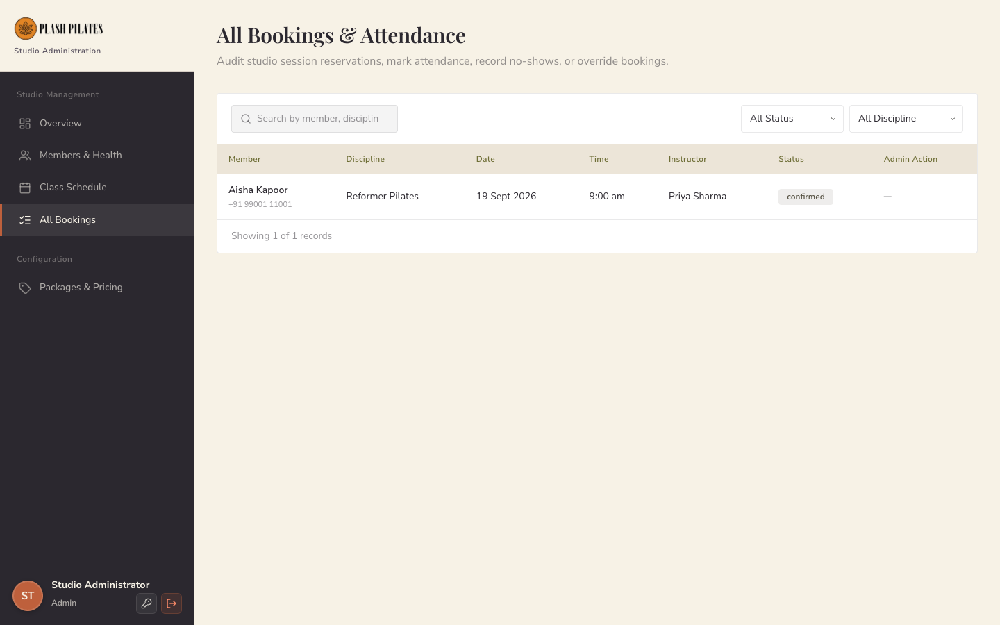 PLASH PILATES
Studio Administration
Studio Management
Overview
Members & Health
Class Schedule
All Bookings
Configuration
Packages & Pricing
ST
Studio Administrator
Admin
All Bookings & Attendance
Audit studio session reservations, mark attendance, record no-shows, or override bookings.
Search by member, disciplin
All Status
All Discipline
Member Discipline Date Time Instructor Status Admin Action
Aisha Kapoor
+91 99001 11001
Reformer Pilates 19 Sept 2026 9:00 am Priya Sharma confirmed —
Showing 1 of 1 records